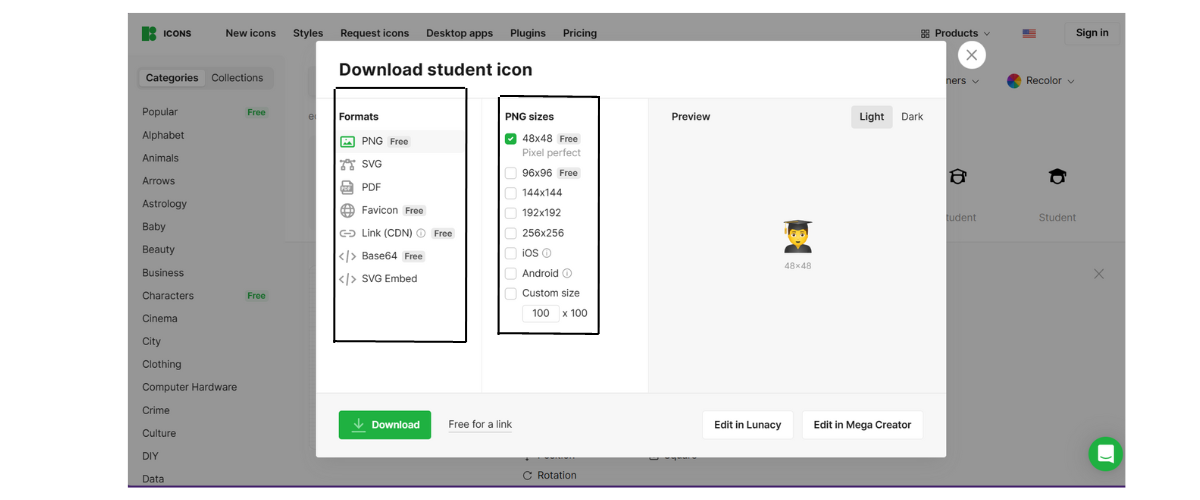 ICONS New icons Styles Request icons Desktop apps Plugins Pricing Products Sign in
Categories Collections
Recolor
Popular Free
Alphabet
Animals
Arrows
Astrology
Baby
Beauty
Business
Characters Free
Cinema
City
Clothing
Computer Hardware
Crime
Culture
DIY
Data
Download student icon
Formats
PNG Free
SVG
PDF
Favicon Free
Link (CDN) Free
Base64 Free
SVG Embed
PNG sizes
48x48 Free
Pixel perfect
96x96 Free
144x144
192x192
256x256
iOS
Android
Custom size
100 x 100
Preview
Light Dark
48×48
Download
Free for a link
Edit in Lunacy
Edit in Mega Creator
Student
Rotation